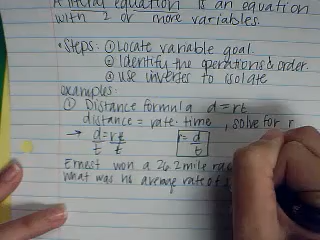 A literal equation is an equation
with 2 or more variables.
• Steps: ① Locate variable goal.
② Identify the operations & order.
③ Use inverses to isolate
examples:
① Distance formula d=rt
distance = rate · time, solve for r
→ d=rt r=d
t t t
Ernest won a 26.2 mile
what was his average rate of